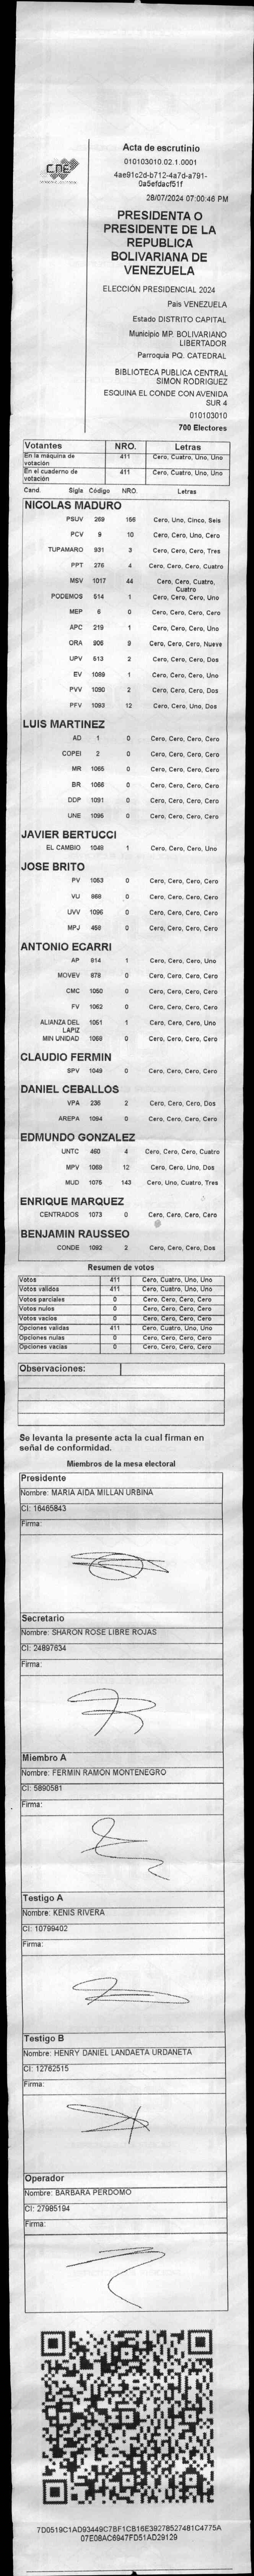 CNE
Acta de escrutinio
010103010.02.1.0001
4ae91c2d-b712-4a7d-a791-
0a5efdacf51f
28/07/2024 07:00:46 PM
PRESIDENTA O
PRESIDENTE DE LA
REPUBLICA
BOLIVARIANA DE
VENEZUELA
ELECCIÓN PRESIDENCIAL 2024
Pais VENEZUELA
Estado DISTRITO CAPITAL
Municipio MP. BOLIVARIANO
LIBERTADOR
Parroquia PQ. CATEDRAL
BIBLIOTECA PUBLICA CENTRAL
SIMON RODRIGUEZ
ESQUINA EL CONDE CON AVENIDA
SUR 4
010103010
700 Electores
Votantes NRO. Letras
En la máquina de votación 411 Cero, Cuatro, Uno, Uno
En el cuaderno de votación 411 Cero, Cuatro, Uno, Uno
Cand. Sigla Código NRO. Letras
NICOLAS MADURO
PSUV 269 156 Cero, Uno, Cinco, Seis
PCV 9 10 Cero, Cero, Uno, Cero
TUPAMARO 931 3 Cero, Cero, Cero, Tres
PPT 276 4 Cero, Cero, Cero, Cuatro
MSV 1017 44 Cero, Cero, Cuatro, Cuatro
PODEMOS 514 1 Cero, Cero, Cero, Uno
MEP 6 0 Cero, Cero, Cero, Cero
APC 219 1 Cero, Cero, Cero, Uno
ORA 906 9 Cero, Cero, Cero, Nueve
UPV 613 2 Cero, Cero, Cero, Dos
EV 1089 1 Cero, Cero, Cero, Uno
PVV 1090 2 Cero, Cero, Cero, Dos
PFV 1093 12 Cero, Cero, Uno, Dos
LUIS MARTINEZ
AD 1 0 Cero, Cero, Cero, Cero
COPEI 2 0 Cero, Cero, Cero, Cero
MR 1065 0 Cero, Cero, Cero, Cero
BR 1066 0 Cero, Cero, Cero, Cero
DDP 1091 0 Cero, Cero, Cero, Cero
UNE 1095 0 Cero, Cero, Cero, Cero
JAVIER BERTUCCI
EL CAMBIO 1048 1 Cero, Cero, Cero, Uno
JOSE BRITO
PV 1053 0 Cero, Cero, Cero, Cero
VU 868 0 Cero, Cero, Cero, Cero
UVV 1096 0 Cero, Cero, Cero, Cero
MPJ 458 0 Cero, Cero, Cero, Cero
ANTONIO ECARRI
AP 814 1 Cero, Cero, Cero, Uno
MOVEV 878 0 Cero, Cero, Cero, Cero
CMC 1050 0 Cero, Cero, Cero, Cero
FV 1062 0 Cero, Cero, Cero, Cero
ALIANZA DEL LAPIZ 1051 1 Cero, Cero, Cero, Uno
MIN UNIDAD 1068 0 Cero, Cero, Cero, Cero
CLAUDIO FERMIN
SPV 1049 0 Cero, Cero, Cero, Cero
DANIEL CEBALLOS
VPA 236 2 Cero, Cero, Cero, Dos
AREPA 1094 0 Cero, Cero, Cero, Cero
EDMUNDO GONZALEZ
UNTC 460 4 Cero, Cero, Cero, Cuatro
MPV 1069 12 Cero, Cero, Uno, Dos
MUD 1075 143 Cero, Uno, Cuatro, Tres
ENRIQUE MARQUEZ
CENTRADOS 1073 0 Cero, Cero, Cero, Cero
BENJAMIN RAUSSEO
CONDE 1082 2 Cero, Cero, Cero, Dos
Resumen de votos
Votos 411 Cero, Cuatro, Uno, Uno
Votos validos 411 Cero, Cuatro, Uno, Uno
Votos parciales 0 Cero, Cero, Cero, Cero
Votos nulos 0 Cero, Cero, Cero, Cero
Votos vacios 0 Cero, Cero, Cero, Cero
Opciones validas 411 Cero, Cuatro, Uno, Uno
Opciones nulas 0 Cero, Cero, Cero, Cero
Opciones vacias 0 Cero, Cero, Cero, Cero
Observaciones:
Se levanta la presente acta la cual firman en
señal de conformidad.
Miembros de la mesa electoral
Presidente
Nombre: MARIA AIDA MILLAN URBINA
CI: 16465843
Firma:
Secretario
Nombre: SHARON ROSE LIBRE ROJAS
CI: 24897634
Firma:
Miembro A
Nombre: FERMIN RAMON MONTENEGRO
CI: 5890581
Firma:
Testigo A
Nombre: KENIS RIVERA
CI: 10799402
Firma:
Testigo B
Nombre: HENRY DANIEL LANDAETA URDANETA
CI: 12762515
Firma:
Operador
Nombre: BARBARA PERDOMO
CI: 27985194
Firma:
7D0519C1AD93449C7BF1CB16E39278527481C4775A
07E08AC6947FD51AD29129